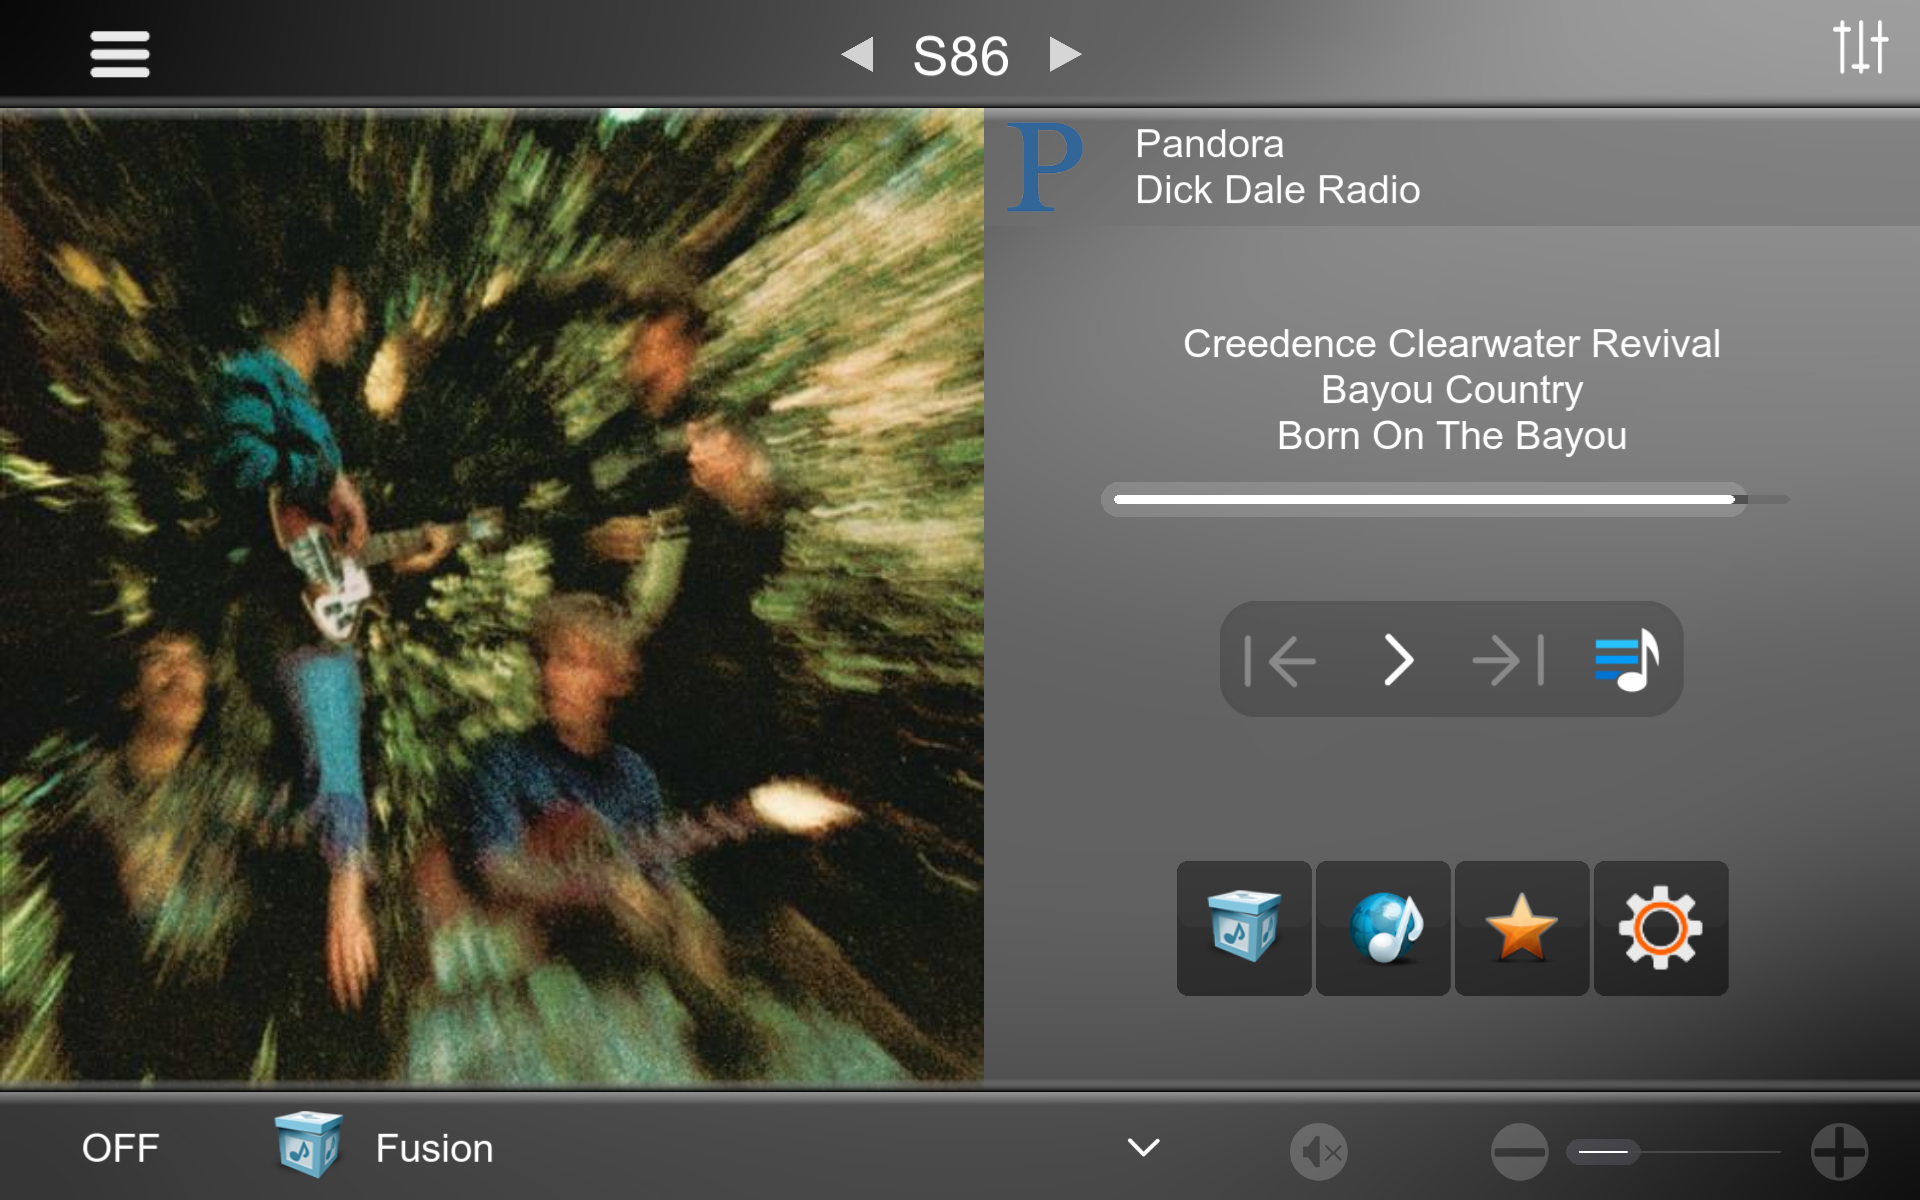 S86
P
Pandora
Dick Dale Radio
Creedence Clearwater Revival
Bayou Country
Born On The Bayou
OFF
Fusion